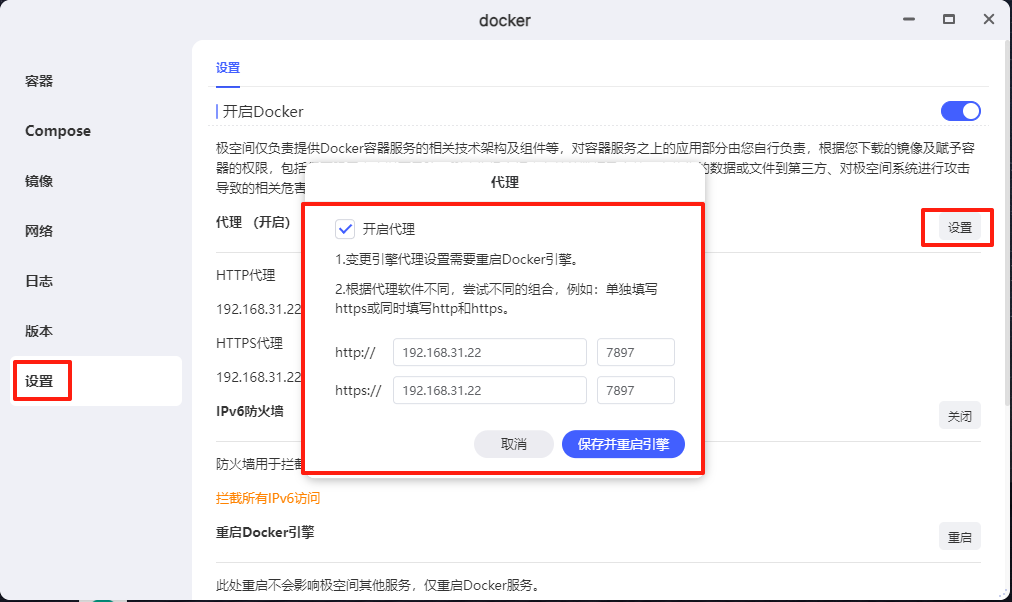 docker
容器
Compose
镜像
网络
日志
版本
设置
设置
开启Docker
极空间仅负责提供Docker容器服务的相关技术架构及组件等，对容器服务之上的应用部分由您自行负责，根据您下载的镜像及赋予容
器的权限，包括
的数据或文件到第三方、对极空间系统进行攻击
导致的相关危害
代理 （开启）
设置
HTTP代理
192.168.31.22
HTTPS代理
192.168.31.22
IPv6防火墙
关闭
防火墙用于拦截
拦截所有IPv6访问
重启Docker引擎
重启
此处重启不会影响极空间其他服务，仅重启Docker服务。
代理
开启代理
1.变更引擎代理设置需要重启Docker引擎。
2.根据代理软件不同，尝试不同的组合，例如：单独填写
https或同时填写http和https。
http:// 192.168.31.22 7897
https:// 192.168.31.22 7897
取消 保存并重启引擎